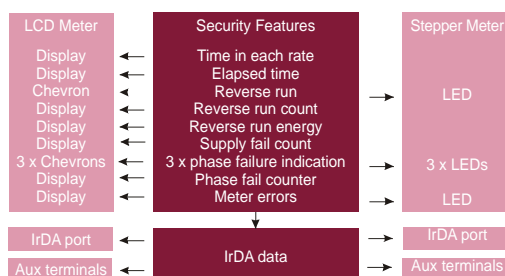 LCD Meter
Display
Display
Chevron
Display
Display
Display
3 x Chevrons
Display
Display
IrDA port
Aux terminals
Security Features
Time in each rate
Elapsed time
Reverse run
Reverse run count
Reverse run energy
Supply fail count
3 x phase failure indication
Phase fail counter
Meter errors
IrDA data
Stepper Meter
LED
3 x LEDs
LED
IrDA port
Aux terminals